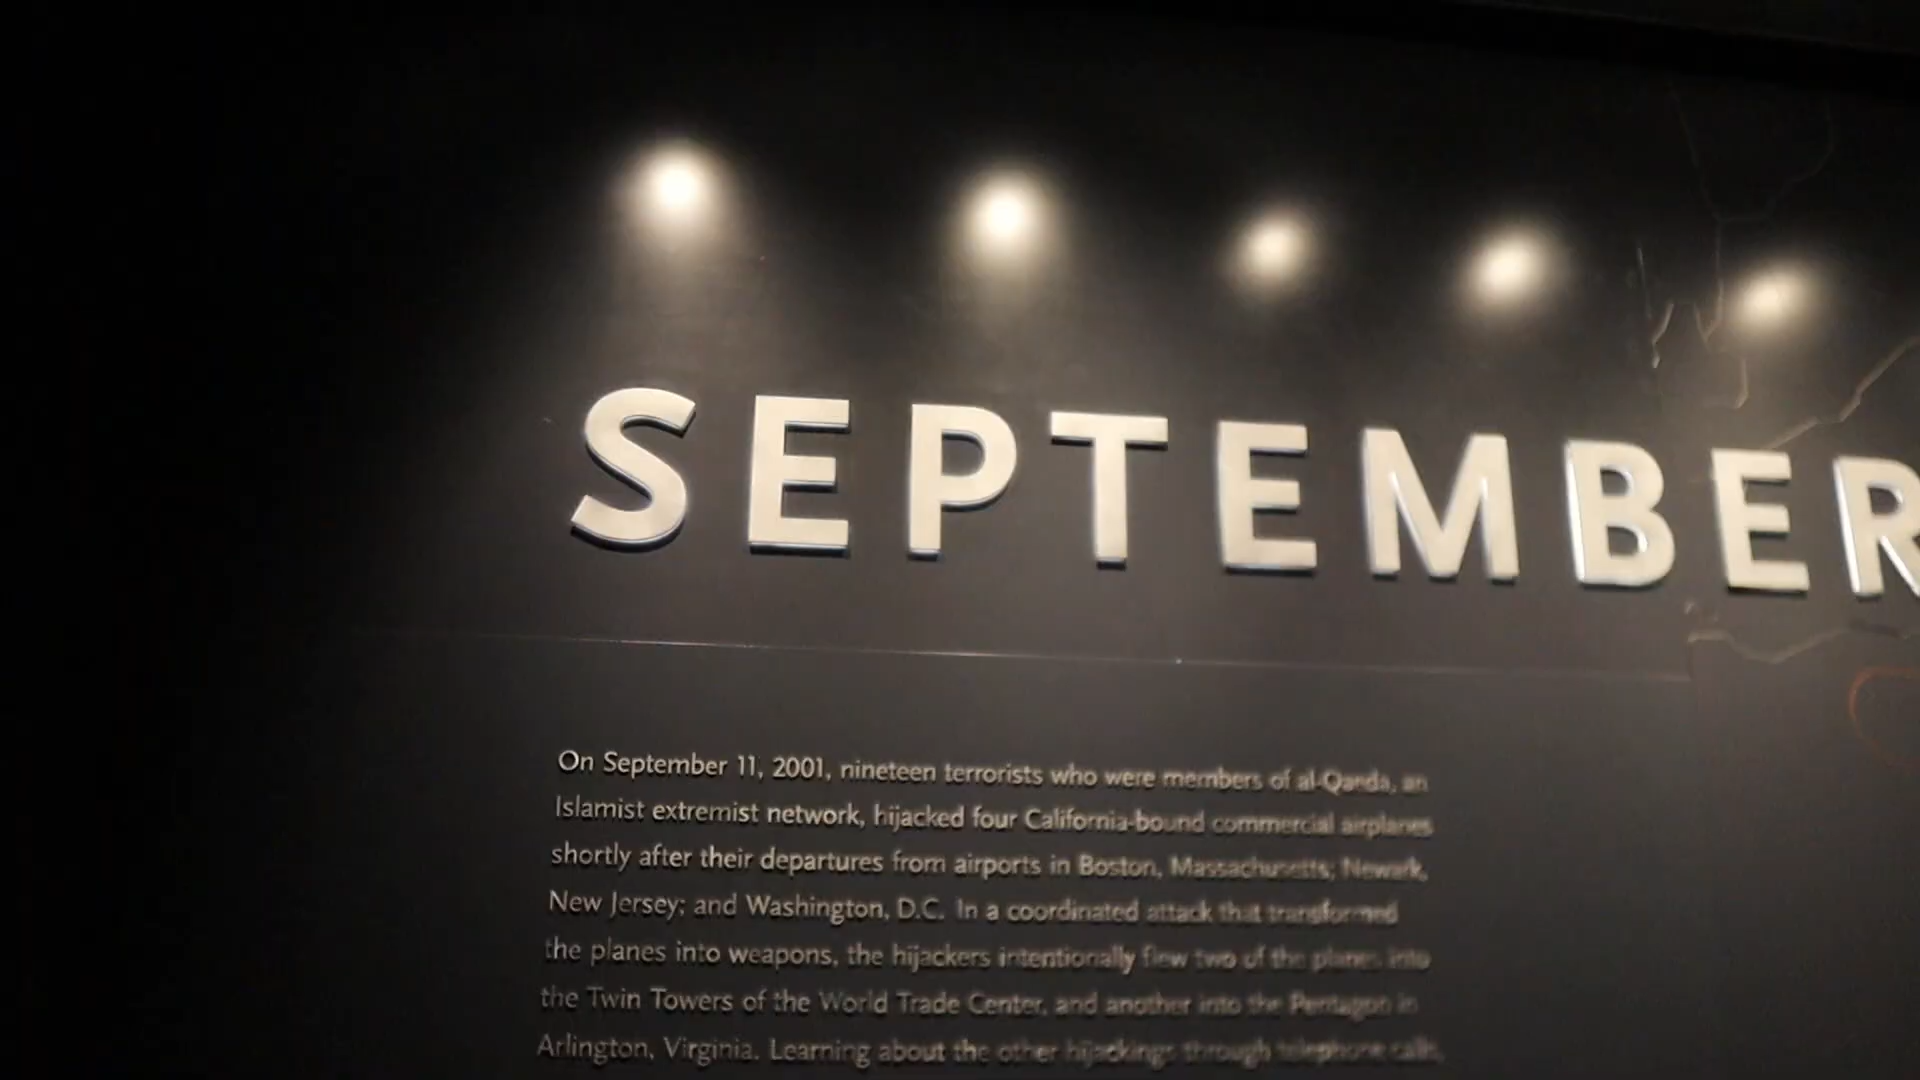 SEPTEMBER
On September 11, 2001, nineteen terrorists who were members of al-Qaeda, an
Islamist extremist network, hijacked four California-bound commercial airplanes
shortly after their departures from airports in Boston, Massachusetts; Newark,
New Jersey; and Washington, D.C. In a coordinated attack that transformed
the planes into weapons, the hijackers intentionally flew two of the planes into
the Twin Towers of the World Trade Center, and another into the Pentagon in
Arlington, Virginia. Learning about the other hijackings through telephone calls,